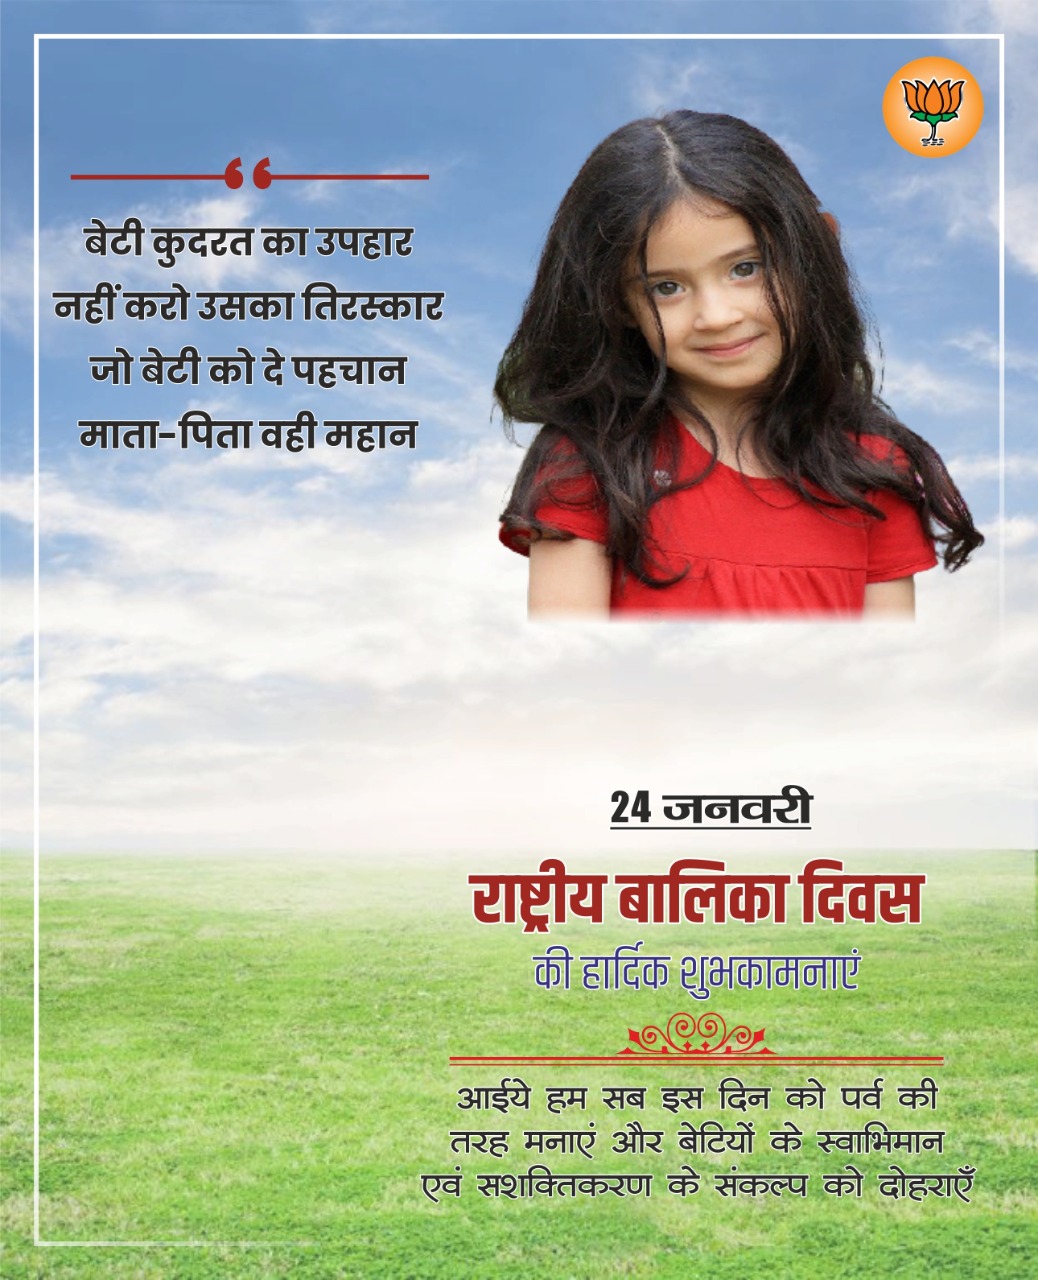 बेटी कुदरत का उपहार
नहीं करो उसका तिरस्कार
जो बेटी को दे पहचान
माता-पिता वही महान
24 जनवरी
राष्ट्रीय बालिका दिवस
की हार्दिक शुभकामनाएं
आईये हम सब इस दिन को पर्व की
तरह मनाएं और बेटियों के स्वाभिमान
एवं सशक्तिकरण के संकल्प को दोहराएँ